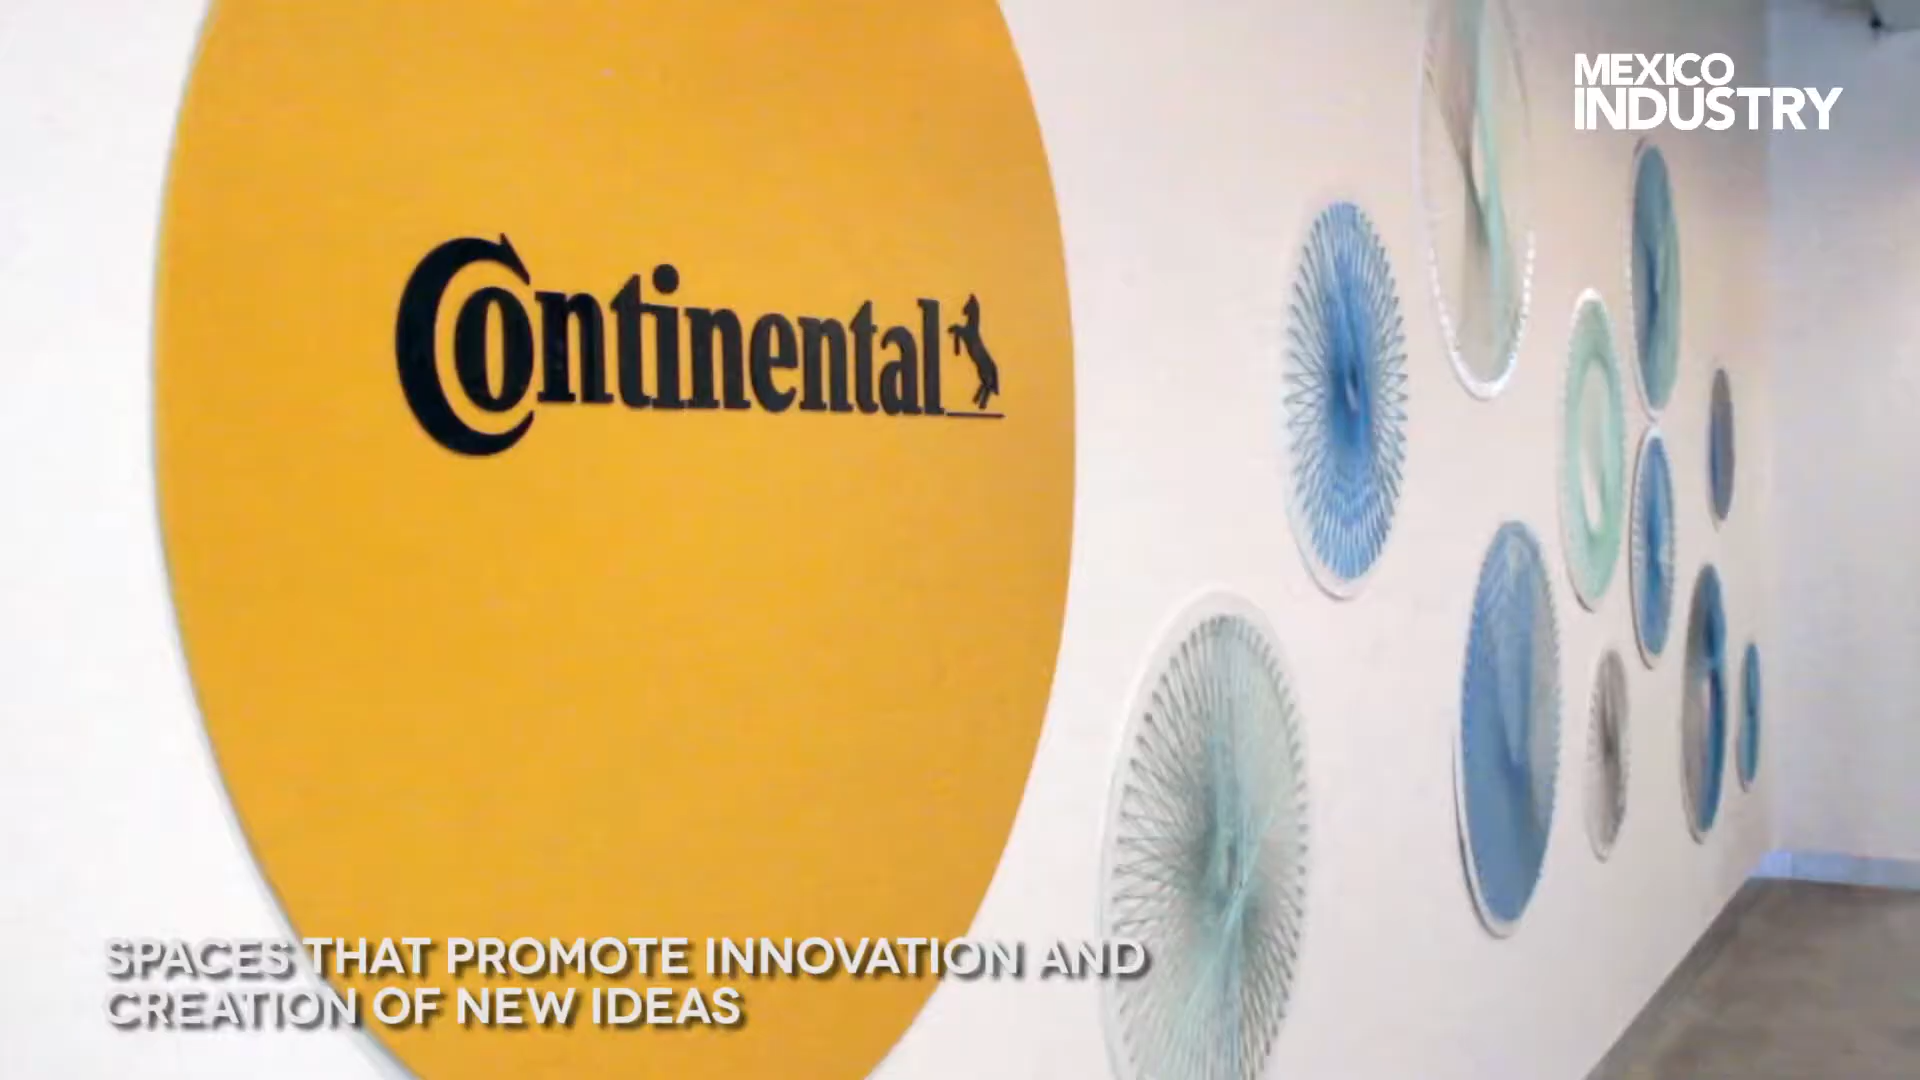 MEXICO
INDUSTRY
Continental
SPACES THAT PROMOTE INNOVATION AND
CREATION OF NEW IDEAS